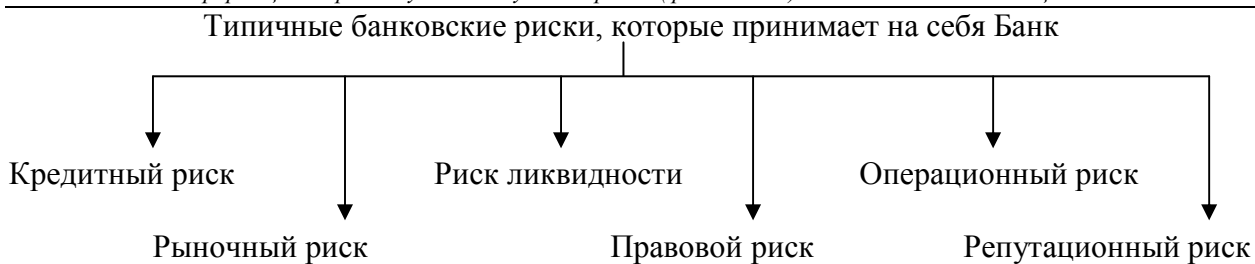 Типичные банковские риски, которые принимает на себя Банк
Кредитный риск Риск ликвидности Операционный риск
Рыночный риск Правовой риск Репутационный риск